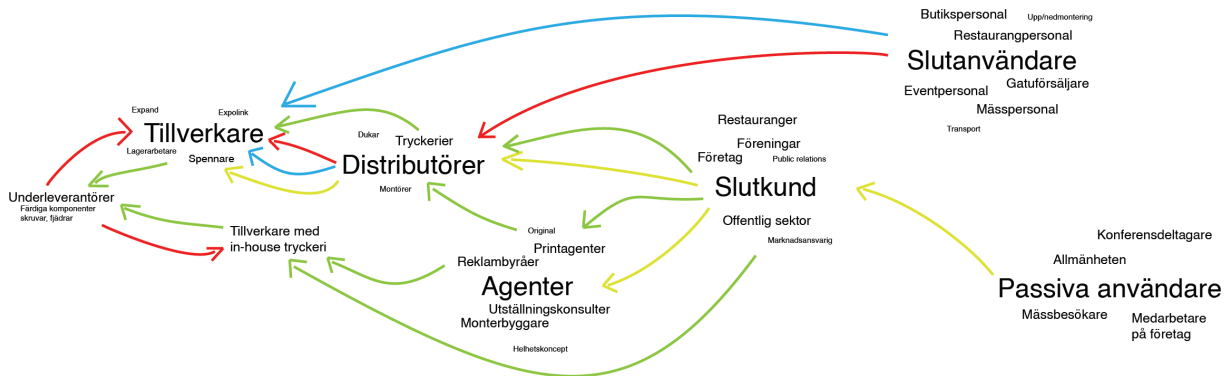 Butikspersonal
Upp/nedmontering
Restaurangpersonal
Slutanvändare
Gatuförsäljare
Eventpersonal
Mässpersonal
Transport
Expand
Expolink
Tillverkare
Lagerarbetare
Spennare
Dukar
Tryckerier
Distributörer
Montörer
Restauranger
Föreningar
Företag
Public relations
Slutkund
Offentlig sektor
Marknadsansvarig
Underleverantörer
Färdiga komponenter
skruvar, fjädrar
Tillverkare med
in-house tryckeri
Original
Printagenter
Reklambyråer
Agenter
Utställningskonsulter
Monterbyggare
Helhetskoncept
Konferensdeltagare
Allmänheten
Passiva användare
Mässbesökare
Medarbetare
på företag